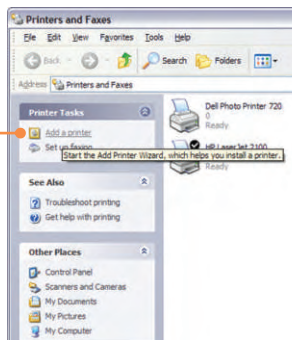 Printers and Faxes
File Edit View Favorites Tools Help
Back Search Folders
Address Printers and Faxes
Printer Tasks
Add a printer
Set up faxing
Start the Add Printer Wizard, which helps you install a printer.
See Also
Troubleshoot printing
Get help with printing
Other Places
Control Panel
Scanners and Cameras
My Documents
My Pictures
My Computer
Dell Photo Printer 720
0
Ready
HP LaserJet 2100
Ready